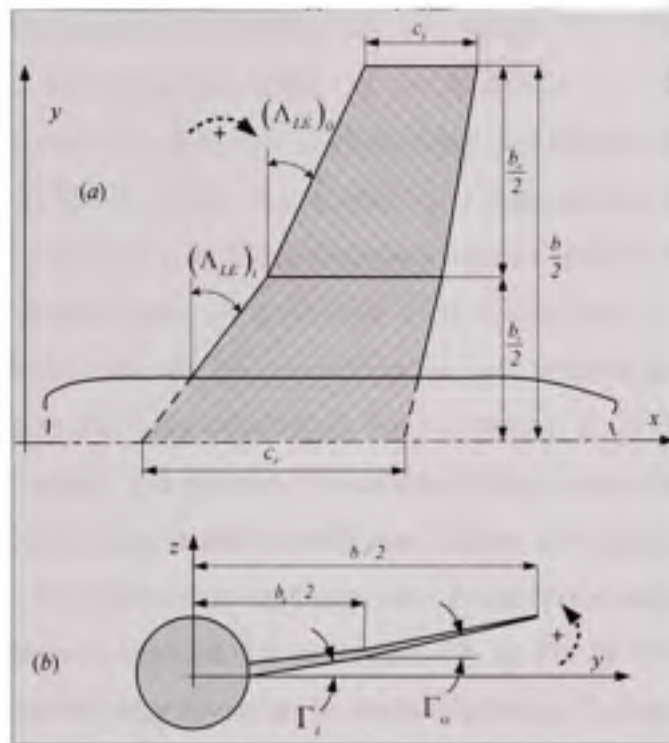 c_t
y
+
(Λ_LE)_o
(a)
b_o/2
b/2
(Λ_LE)_i
b_i/2
x
c_r
z
b / 2
b_i / 2
+
(b)
y
Γ_i
Γ_o